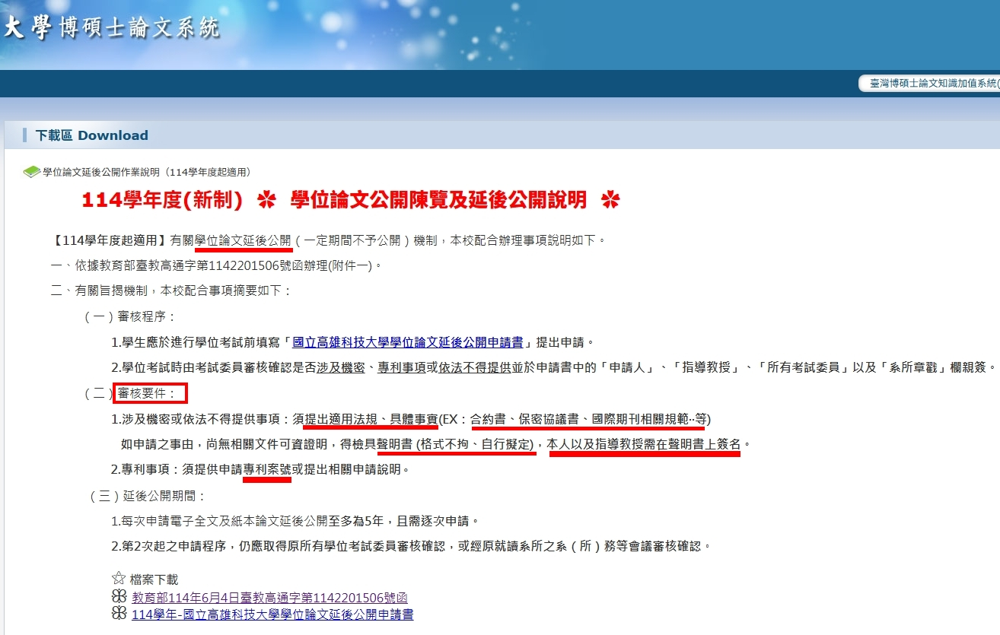 大學博碩士論文系統
臺灣博碩士論文知識加值系統(
下載區 Download
學位論文延後公開作業說明（114學年度起適用）
114學年度(新制) ✽ 學位論文公開陳覽及延後公開說明 ✽
【114學年度起適用】有關學位論文延後公開（一定期間不予公開）機制，本校配合辦理事項說明如下。
一、依據教育部臺教高通字第1142201506號函辦理(附件一)。
二、有關旨揭機制，本校配合事項摘要如下：
（一）審核程序：
1.學生應於進行學位考試前填寫「國立高雄科技大學學位論文延後公開申請書」提出申請。
2.學位考試時由考試委員審核確認是否涉及機密、專利事項或依法不得提供並於申請書中的「申請人」、「指導教授」、「所有考試委員」以及「系所章戳」欄親簽。
（二）審核要件：
1.涉及機密或依法不得提供事項：須提出適用法規、具體事實(EX：合約書、保密協議書、國際期刊相關規範‧‧等)
如申請之事由，尚無相關文件可資證明，得檢具聲明書 (格式不拘、自行擬定)，本人以及指導教授需在聲明書上簽名。
2.專利事項：須提供申請專利案號或提出相關申請說明。
（三）延後公開期間：
1.每次申請電子全文及紙本論文延後公開至多為5年，且需逐次申請。
2.第2次起之申請程序，仍應取得原所有學位考試委員審核確認，或經原就讀系所之系（所）務等會議審核確認。
☆ 檔案下載
ꕥ 教育部114年6月4日臺教高通字第1142201506號函
ꕥ 114學年-國立高雄科技大學學位論文延後公開申請書